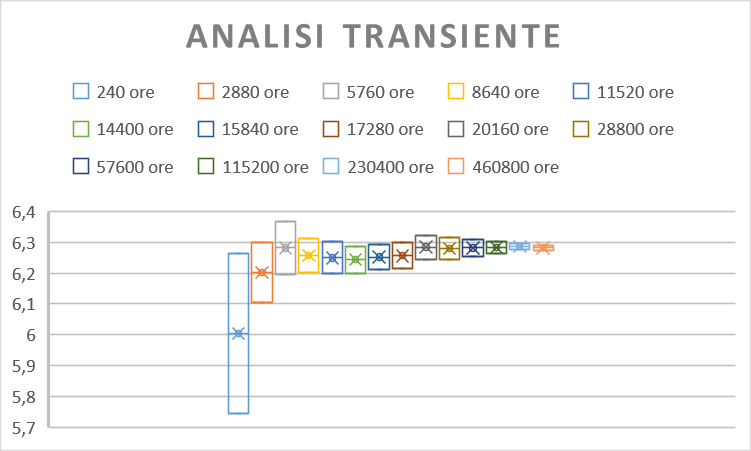 ANALISI TRANSIENTE
240 ore 2880 ore 5760 ore 8640 ore 11520 ore
14400 ore 15840 ore 17280 ore 20160 ore 28800 ore
57600 ore 115200 ore 230400 ore 460800 ore
6,4
6,3
6,2
6,1
6
5,9
5,8
5,7